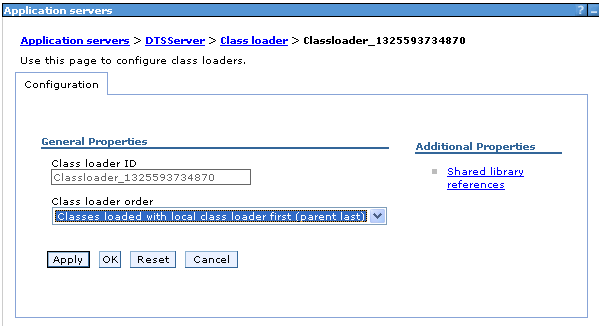 Application servers ? –
Application servers > DTSServer > Class loader > Classloader_1325593734870
Use this page to configure class loaders.
Configuration
General Properties
Class loader ID
Classloader_1325593734870
Class loader order
Classes loaded with local class loader first (parent last)
Apply OK Reset Cancel
Additional Properties
Shared library
references